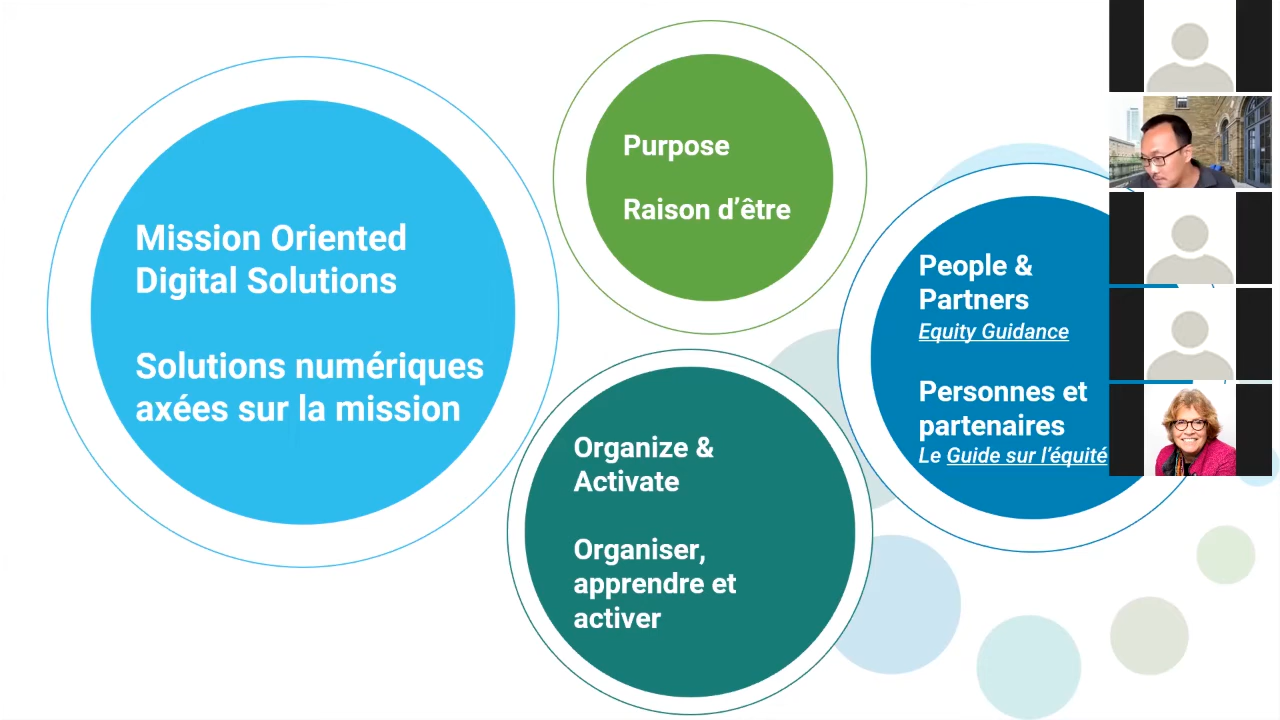 Mission Oriented
Digital Solutions
Solutions numériques
axées sur la mission
Purpose
Raison d’être
Organize &
Activate
Organiser,
apprendre et
activer
People &
Partners
Equity Guidance
Personnes et
partenaires
Le Guide sur l’équité